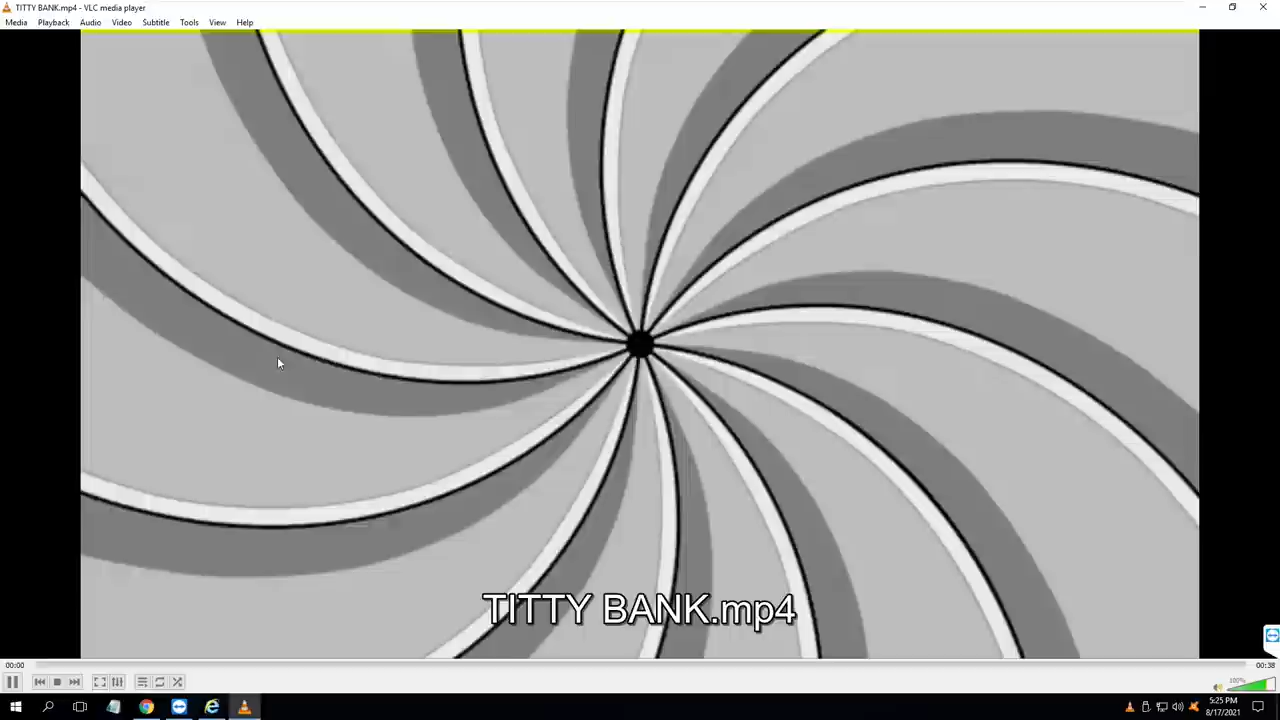 TITTY BANK.mp4 - VLC media player
Media Playback Audio Video Subtitle Tools View Help
TITTY BANK.mp4
00:00 00:38
100%
5:25 PM
8/17/2021